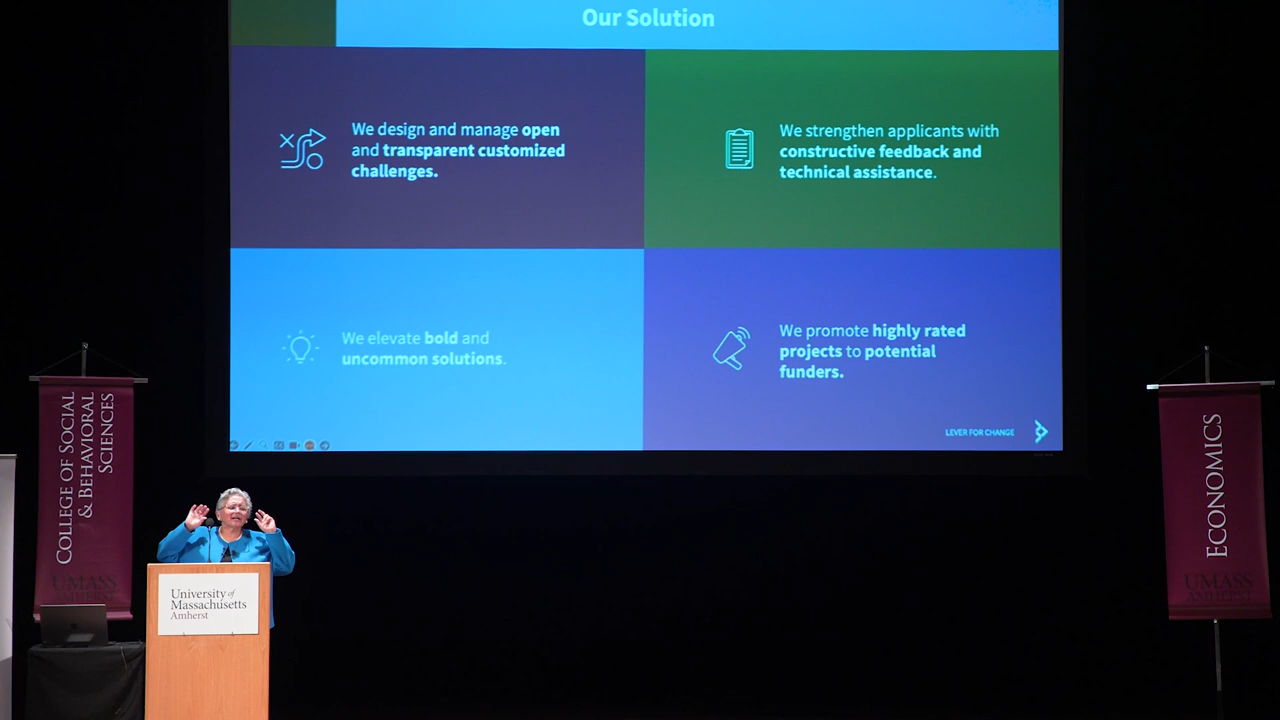 Our Solution
We design and manage open
and transparent customized
challenges.
We strengthen applicants with
constructive feedback and
technical assistance.
We elevate bold and
uncommon solutions.
We promote highly rated
projects to potential
funders.
LEVER FOR CHANGE
COLLEGE OF SOCIAL
& BEHAVIORAL
SCIENCES
UMASS
AMHERST
ECONOMICS
UMASS
AMHERST
University of
Massachusetts
Amherst